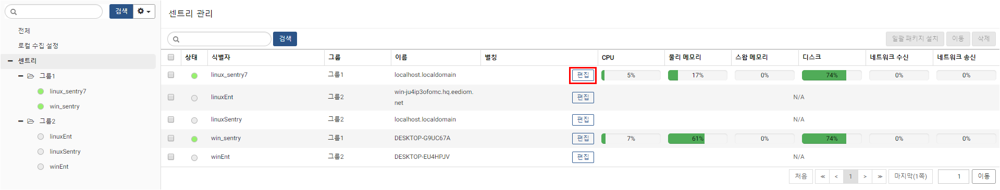 검색
전체
로컬 수집 설정
센트리
그룹1
linux_sentry7
win_sentry
그룹2
linuxEnt
linuxSentry
winEnt
센트리 관리
검색 일괄 패키지 설치 이동 삭제
상태 식별자 그룹 이름 별칭 CPU 물리 메모리 스왑 메모리 디스크 네트워크 수신 네트워크 송신
linux_sentry7 그룹1 localhost.localdomain 편집 5% 17% 0% 74% 0% 0%
linuxEnt 그룹2 win-ju4ip3ofomc.hq.eediom. 편집 N/A
net
linuxSentry 그룹2 localhost.localdomain 편집 N/A
win_sentry 그룹1 DESKTOP-G9UC67A 편집 7% 61% 0% 74% 0% 0%
winEnt 그룹2 DESKTOP-EU4HPJV 편집 N/A
처음 ≪ < 1 > ≫ 마지막(1쪽) 1 이동